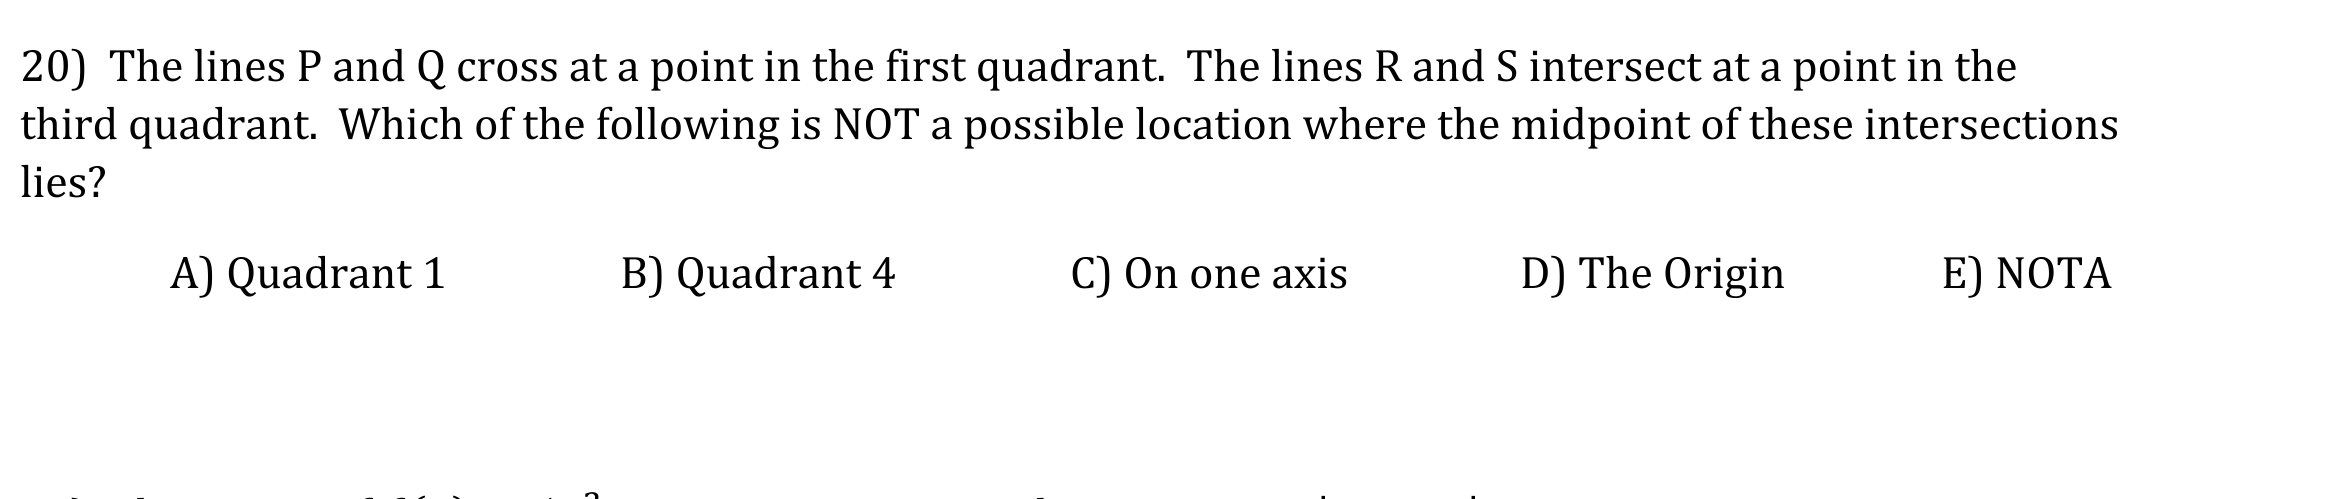 20) The lines P and Q cross at a point in the first quadrant. The lines R and S intersect at a point in the
third quadrant. Which of the following is NOT a possible location where the midpoint of these intersections
lies?
A) Quadrant 1 B) Quadrant 4 C) On one axis D) The Origin E) NOTA